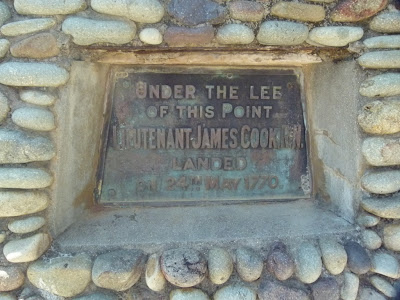 "UNDER THE LEE
OF THIS POINT"
LIEUTENANT JAMES COOK R.N.
LANDED
ON 24TH MAY 1770